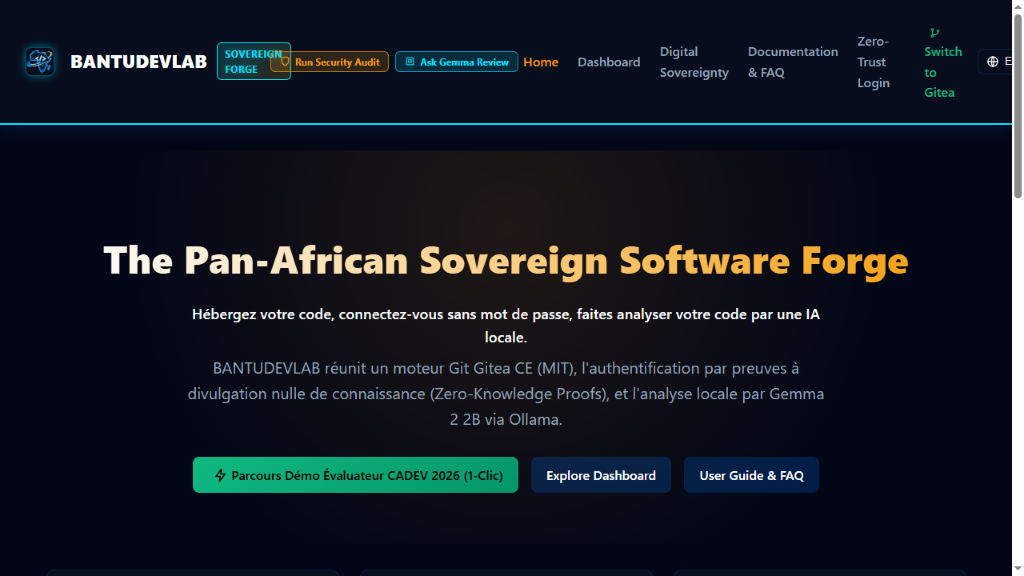 BANTUDEVLAB
SOVEREIGN
FORGE
Run Security Audit
Ask Gemma Review
Home
Dashboard
Digital
Sovereignty
Documentation
& FAQ
Zero-
Trust
Login
Switch
to
Gitea
E
The Pan-African Sovereign Software Forge
Hébergez votre code, connectez-vous sans mot de passe, faites analyser votre code par une IA
locale.
BANTUDEVLAB réunit un moteur Git Gitea CE (MIT), l'authentification par preuves à
divulgation nulle de connaissance (Zero-Knowledge Proofs), et l'analyse locale par Gemma
2 2B via Ollama.
Parcours Démo Évaluateur CADEV 2026 (1-Clic)
Explore Dashboard
User Guide & FAQ